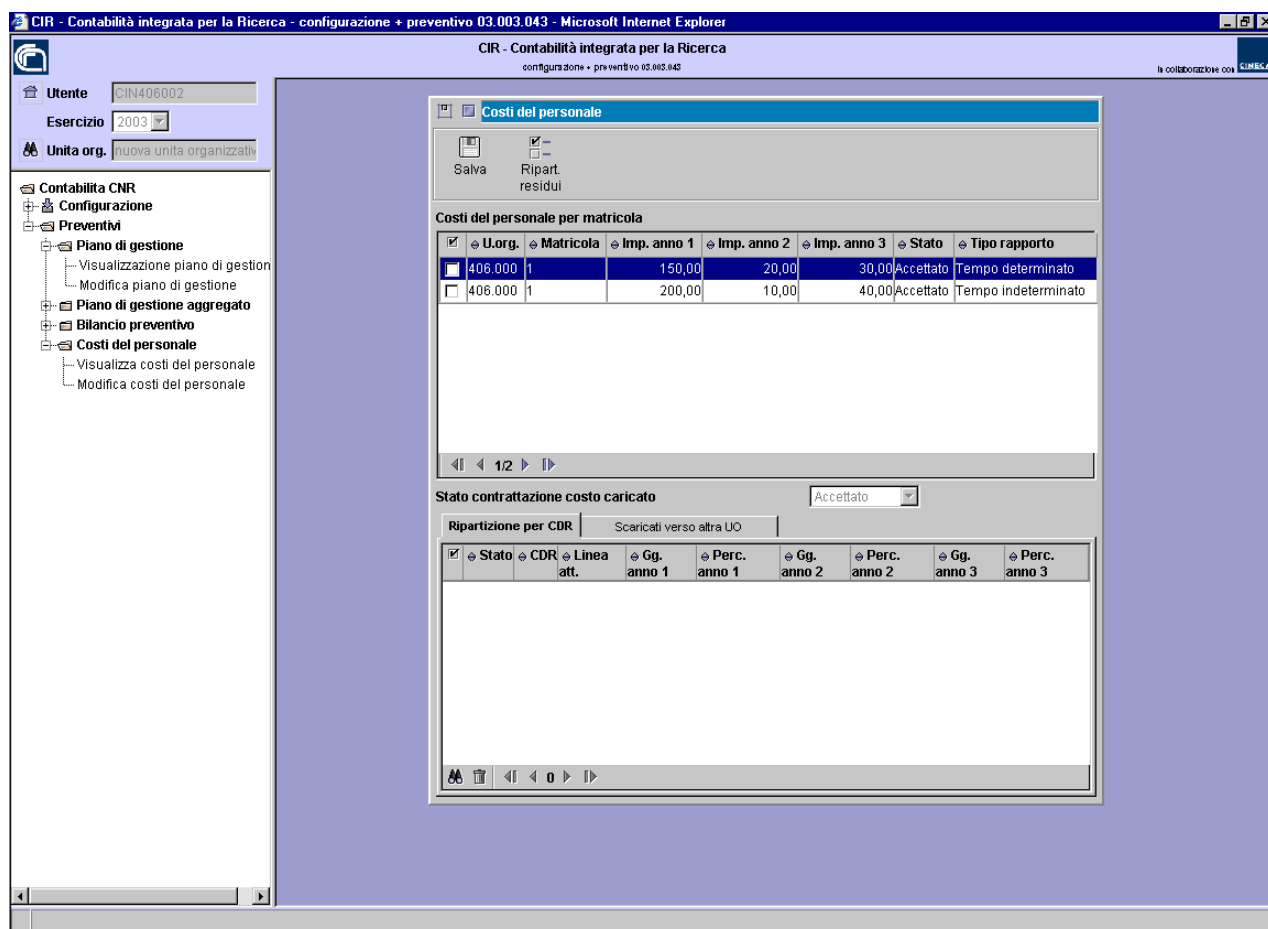 CIR - Contabilità integrata per la Ricerca - configurazione + preventivo 03.003.043 - Microsoft Internet Explorer
CIR - Contabilità integrata per la Ricerca
configurazione + preventivo 03.003.043
In collaborazione con CINECA
Utente CIN406002
Esercizio 2003
Unita org. nuova unita organizzativ
Contabilita CNR
Configurazione
Preventivi
Piano di gestione
Visualizzazione piano di gestion
Modifica piano di gestione
Piano di gestione aggregato
Bilancio preventivo
Costi del personale
Visualizza costi del personale
Modifica costi del personale
Costi del personale
Salva Ripart. residui
Costi del personale per matricola
U.org. Matricola Imp. anno 1 Imp. anno 2 Imp. anno 3 Stato Tipo rapporto
406.000 1 150,00 20,00 30,00 Accettato Tempo determinato
406.000 1 200,00 10,00 40,00 Accettato Tempo indeterminato
1/2
Stato contrattazione costo caricato Accettato
Ripartizione per CDR Scaricati verso altra UO
Stato CDR Linea att. Gg. anno 1 Perc. anno 1 Gg. anno 2 Perc. anno 2 Gg. anno 3 Perc. anno 3
0